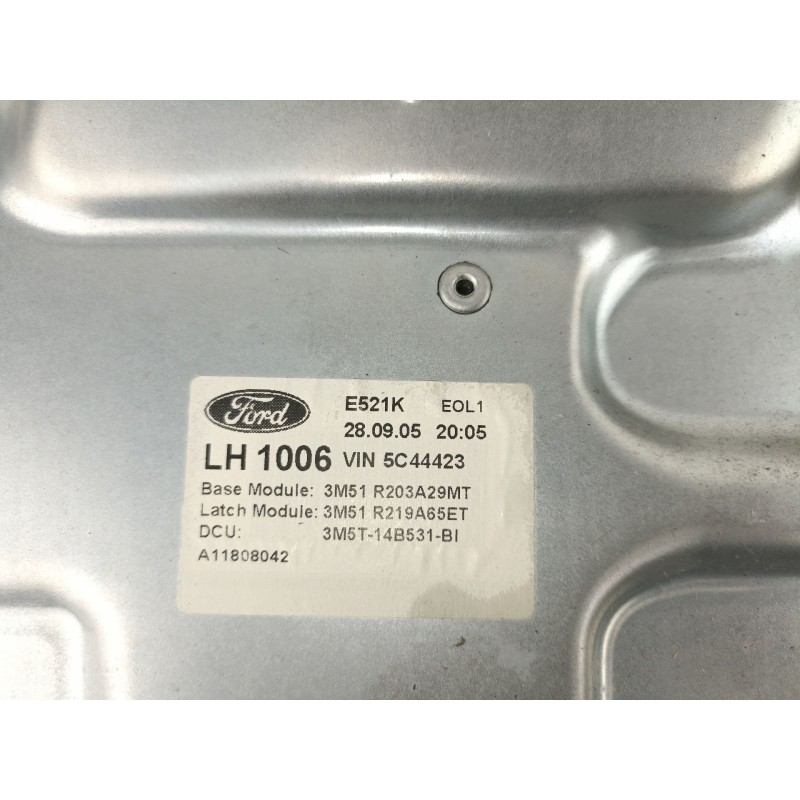 Ford E521K EOL1
28.09.05 20:05
LH 1006 VIN 5C44423
Base Module: 3M51 R203A29MT
Latch Module: 3M51 R219A65ET
DCU: 3M5T-14B531-BI
A11808042